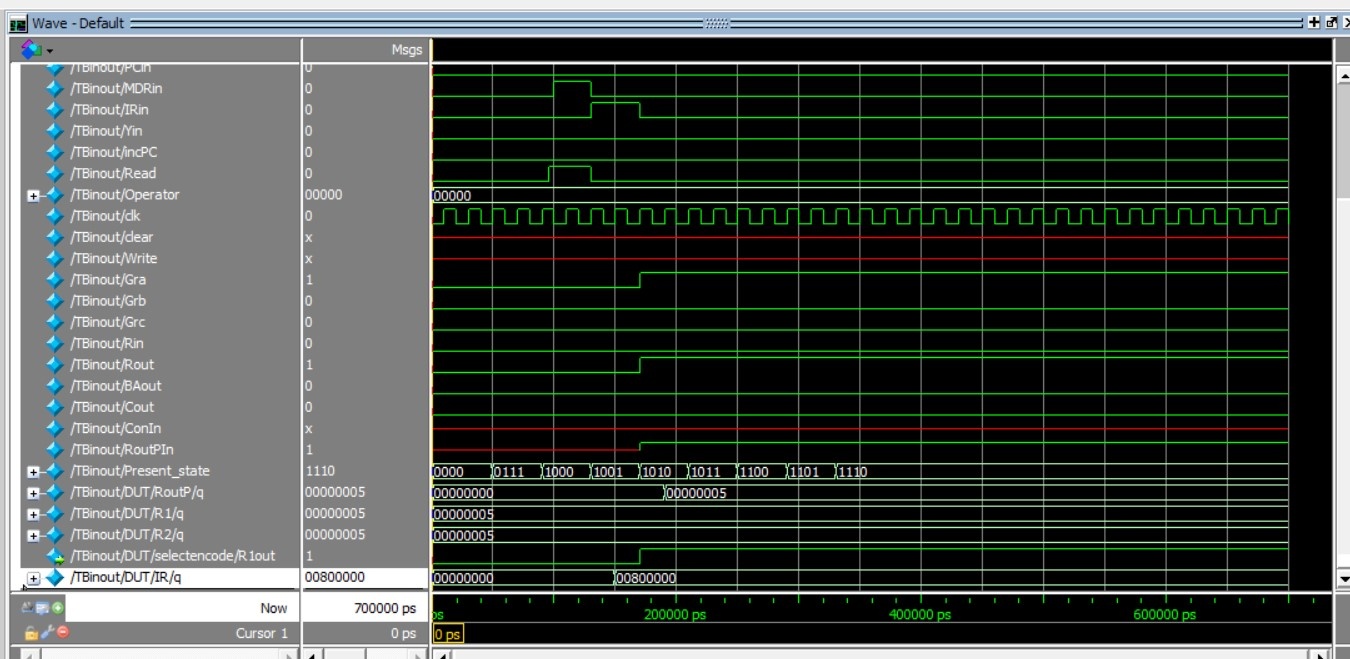 Wave - Default
Msgs
/TBinout/PCin 0
/TBinout/MDRin 0
/TBinout/IRin 0
/TBinout/Yin 0
/TBinout/incPC 0
/TBinout/Read 0
/TBinout/Operator 00000 00000
/TBinout/clk 0
/TBinout/clear x
/TBinout/Write x
/TBinout/Gra 1
/TBinout/Grb 0
/TBinout/Grc 0
/TBinout/Rin 0
/TBinout/Rout 1
/TBinout/BAout 0
/TBinout/Cout 0
/TBinout/ConIn x
/TBinout/RoutPIn 1
/TBinout/Present_state 1110 0000 0111 1000 1001 1010 1011 1100 1101 1110
/TBinout/DUT/RoutP/q 00000005 00000000 00000005
/TBinout/DUT/R1/q 00000005 00000005
/TBinout/DUT/R2/q 00000005 00000005
/TBinout/DUT/selectencode/R1out 1
/TBinout/DUT/IR/q 00800000 00000000 00800000
Now 700000 ps ps 200000 ps 400000 ps 600000 ps
Cursor 1 0 ps 0 ps